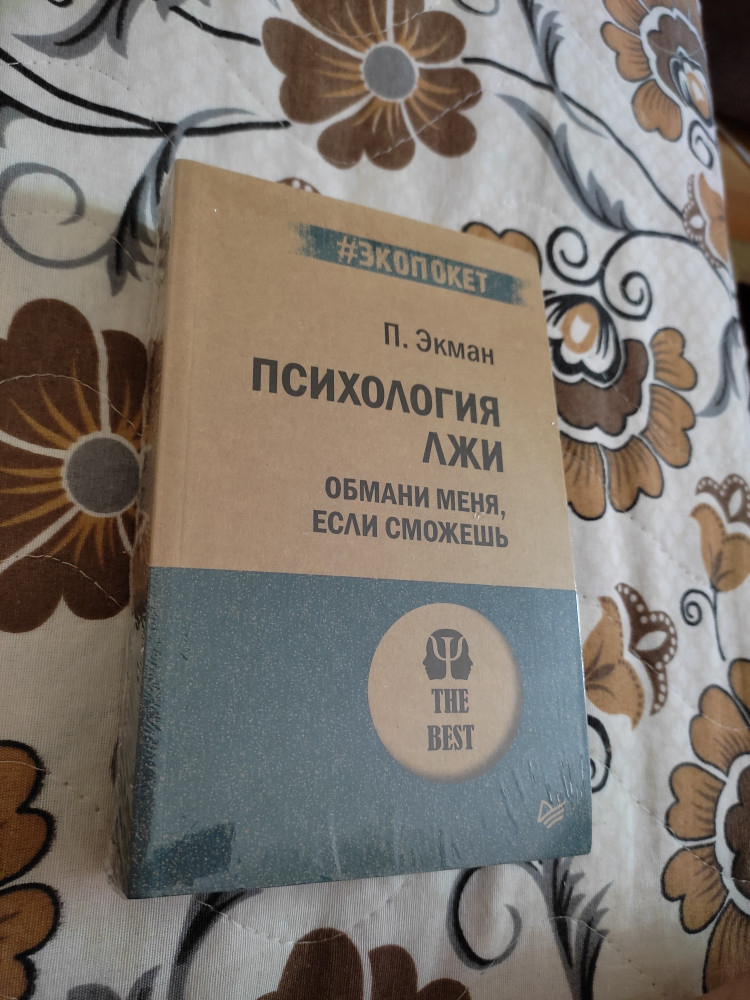 #ЭКОПОКЕТ
П. Экман
ПСИХОЛОГИЯ
ЛЖИ
ОБМАНИ МЕНЯ,
ЕСЛИ СМОЖЕШЬ
THE
BEST